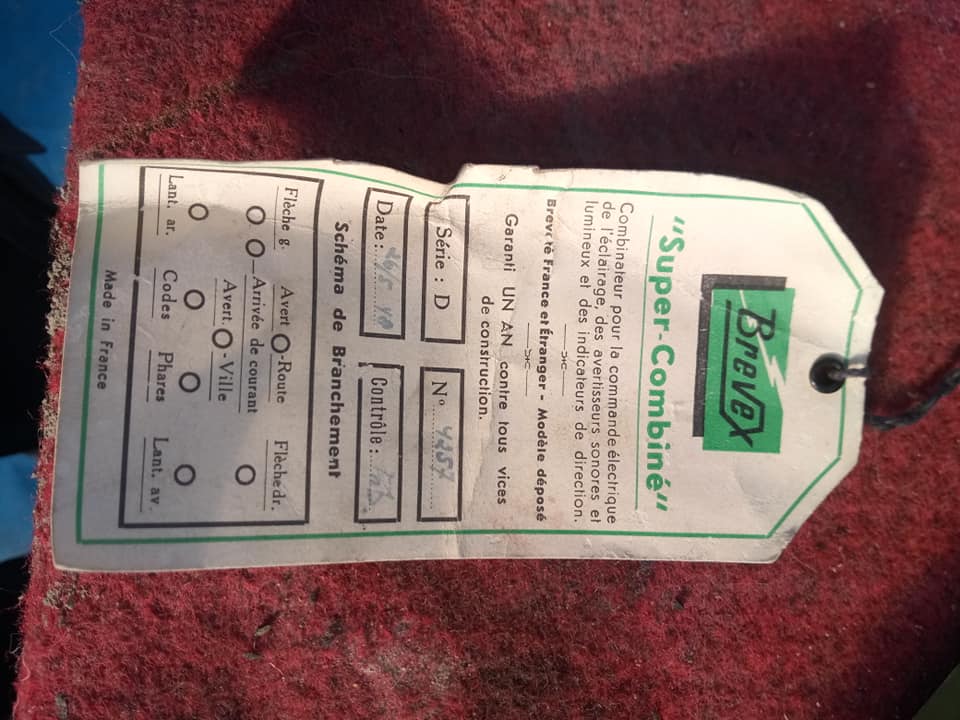 Brevex
"Super-Combiné"
Combinateur pour la commande électrique
de l'éclairage, des avertisseurs sonores et
lumineux et des indicateurs de direction.
Breveté France et Étranger - Modèle déposé
Garanti UN AN contre tous vices
de construction.
Série : D
Nº 4257
Date :
Contrôle :
Schéma de Branchement
Flèche g. Avert -Route Flèche dr.
Arrivée de courant
Avert. -Ville
Lant. ar. Codes Phares Lant. av.
Made in France